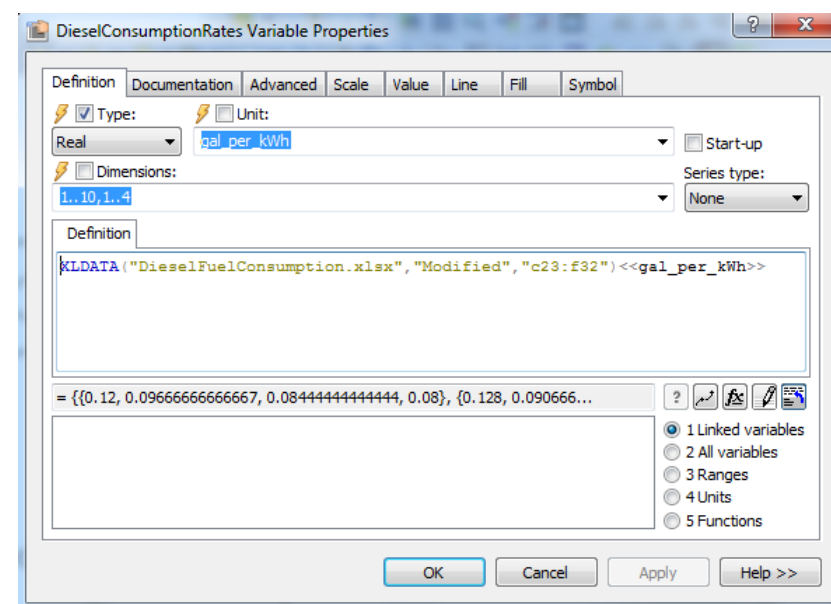 DieselConsumptionRates Variable Properties
? X
Definition Documentation Advanced Scale Value Line Fill Symbol
Type: Unit:
Real gal_per_kWh Start-up
Dimensions: Series type:
1..10,1..4 None
Definition
XLDATA("DieselFuelConsumption.xlsx","Modified","c23:f32")<<gal_per_kWh>>
= {{0.12, 0.09666666666667, 0.08444444444444, 0.08}, {0.128, 0.090666... ? fx
1 Linked variables
2 All variables
3 Ranges
4 Units
5 Functions
OK Cancel Apply Help >>